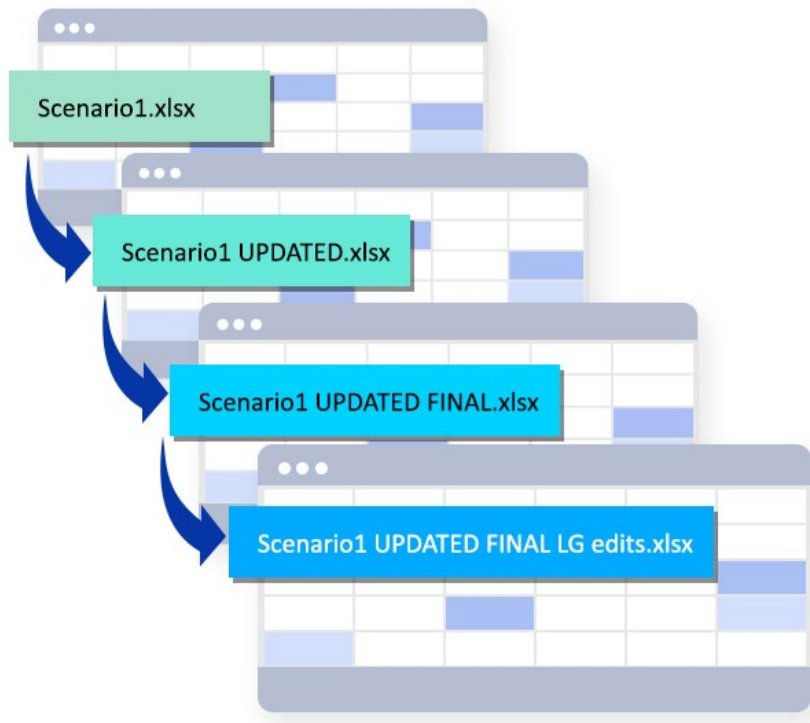 Scenario1.xlsx
Scenario1 UPDATED.xlsx
Scenario1 UPDATED FINAL.xlsx
Scenario1 UPDATED FINAL LG edits.xlsx